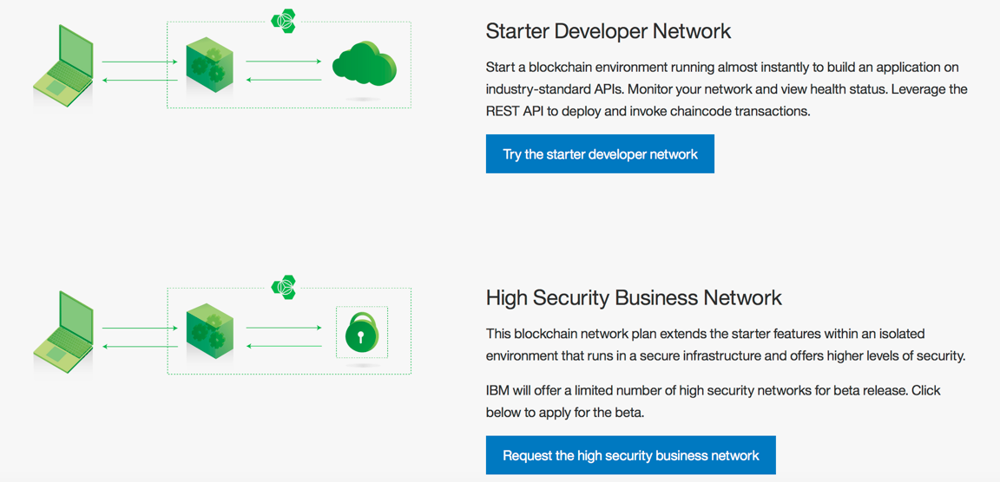 Starter Developer Network
Start a blockchain environment running almost instantly to build an application on
industry-standard APIs. Monitor your network and view health status. Leverage the
REST API to deploy and invoke chaincode transactions.
Try the starter developer network
High Security Business Network
This blockchain network plan extends the starter features within an isolated
environment that runs in a secure infrastructure and offers higher levels of security.
IBM will offer a limited number of high security networks for beta release. Click
below to apply for the beta.
Request the high security business network